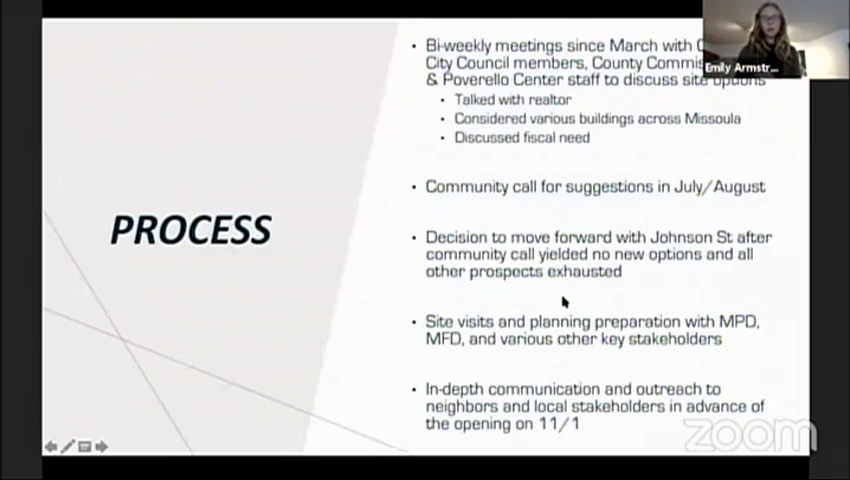 • Bi-weekly meetings since March with
City Council members, County
& Poverello Center staff to discuss site options
• Talked with realtor
• Considered various buildings across Missoula
• Discussed fiscal need
• Community call for suggestions in July/August
PROCESS
• Decision to move forward with Johnson St after
community call yielded no new options and all
other prospects exhausted
• Site visits and planning preparation with MPD,
MFD, and various other key stakeholders
• In-depth communication and outreach to
neighbors and local stakeholders in advance of
the opening on 11/1
Emily Armstr...
zoom